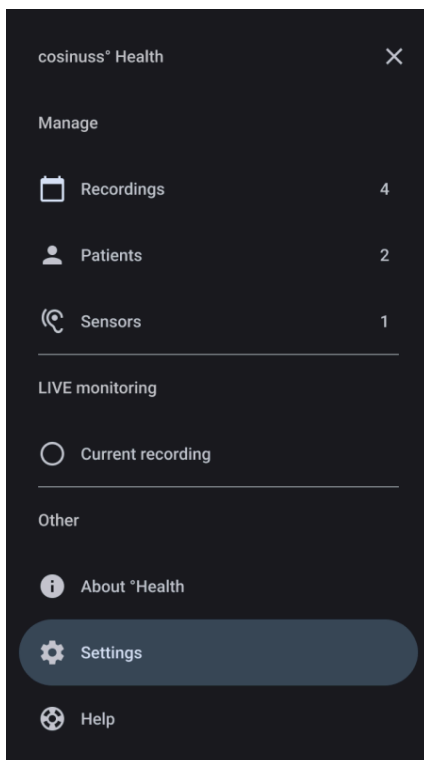 cosinuss° Health
Manage
Recordings 4
Patients 2
Sensors 1
LIVE monitoring
Current recording
Other
About °Health
Settings
Help